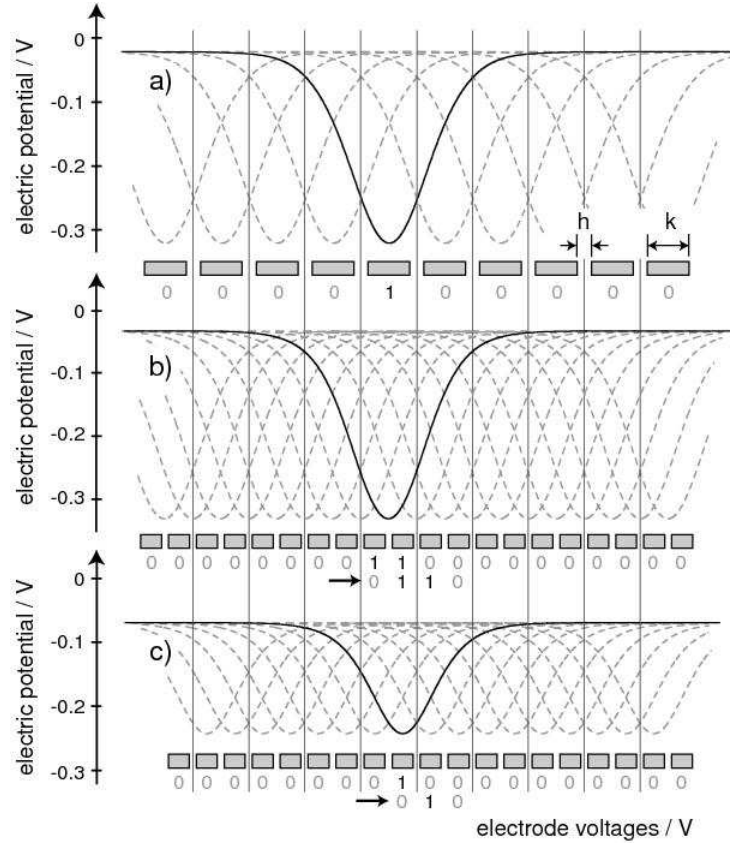 electric potential / V
0
-0.1
-0.2
-0.3
a)
h
k
0 0 0 0 1 0 0 0 0 0
electric potential / V
0
-0.1
-0.2
-0.3
b)
0 0 0 0 0 0 0 0 1 1 0 0 0 0 0 0 0 0 0 0
0 1 1 0
electric potential / V
0
-0.1
-0.2
-0.3
c)
0 0 0 0 0 0 0 0 1 0 0 0 0 0 0 0 0 0 0
0 1 0
electrode voltages / V